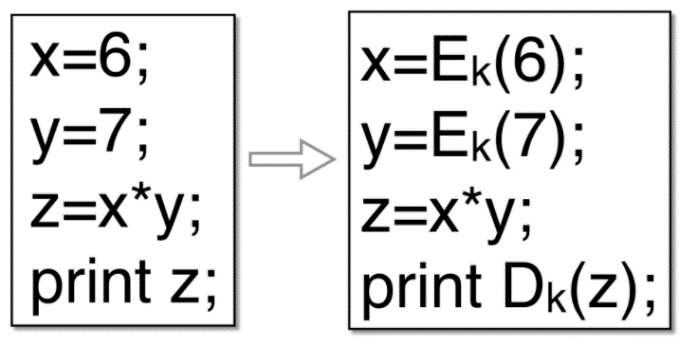 x=6;
y=7;
z=x*y;
print z;
x=Eₖ(6);
y=Eₖ(7);
z=x*y;
print Dₖ(z);